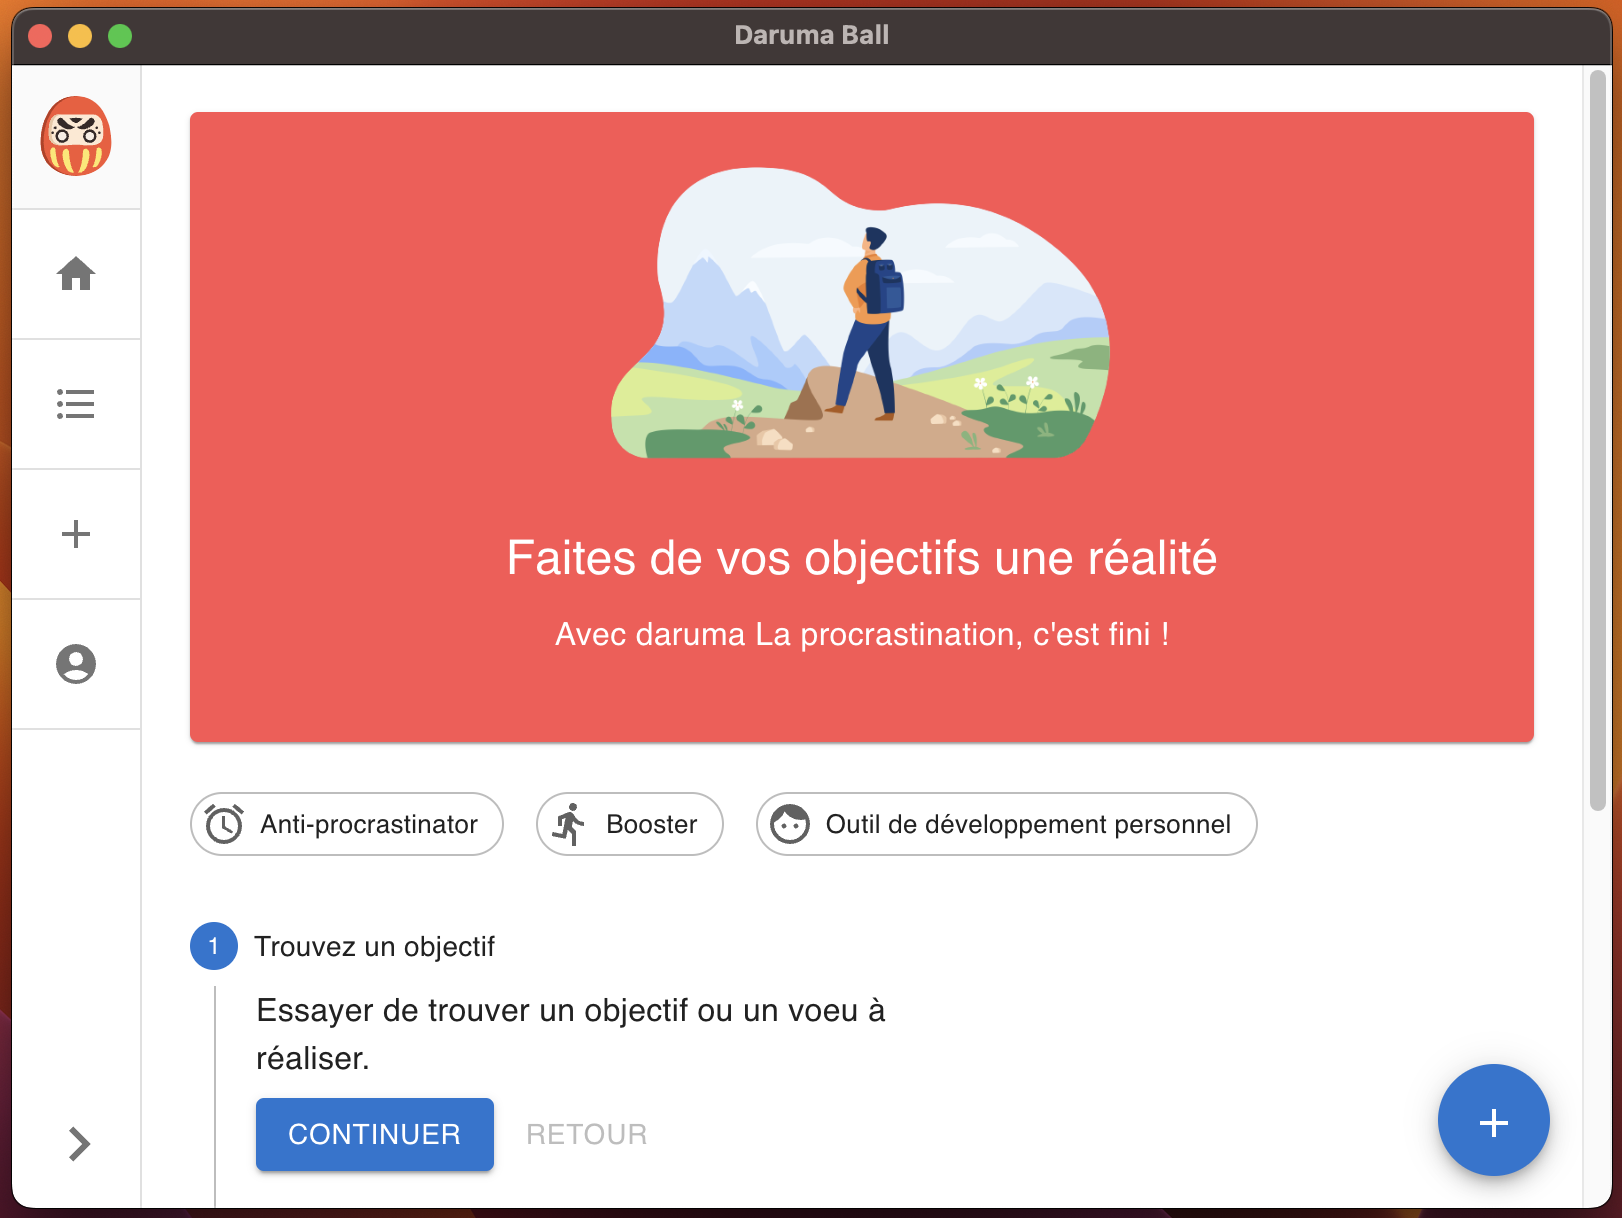 Daruma Ball
Faites de vos objectifs une réalité
Avec daruma La procrastination, c'est fini !
Anti-procrastinator
Booster
Outil de développement personnel
1
Trouvez un objectif
Essayer de trouver un objectif ou un voeu à
réaliser.
CONTINUER
RETOUR